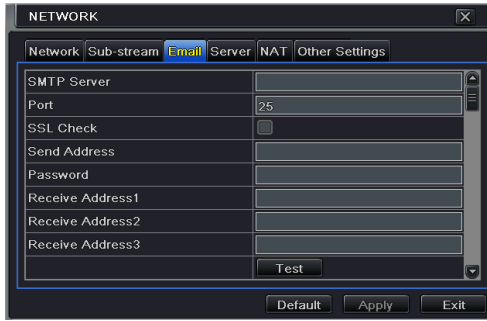 NETWORK
Network Sub-stream Email Server NAT Other Settings
SMTP Server
Port 25
SSL Check
Send Address
Password
Receive Address1
Receive Address2
Receive Address3
Test
Default Apply Exit